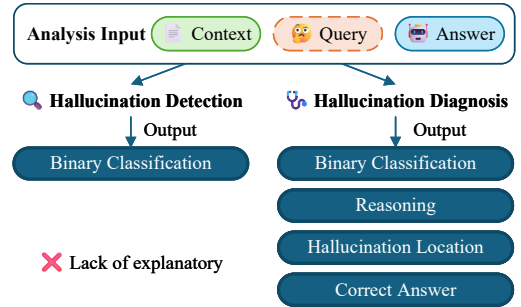 Analysis Input Context Query Answer
Hallucination Detection
Hallucination Diagnosis
Output
Output
Binary Classification
Binary Classification
Reasoning
Hallucination Location
Lack of explanatory
Correct Answer